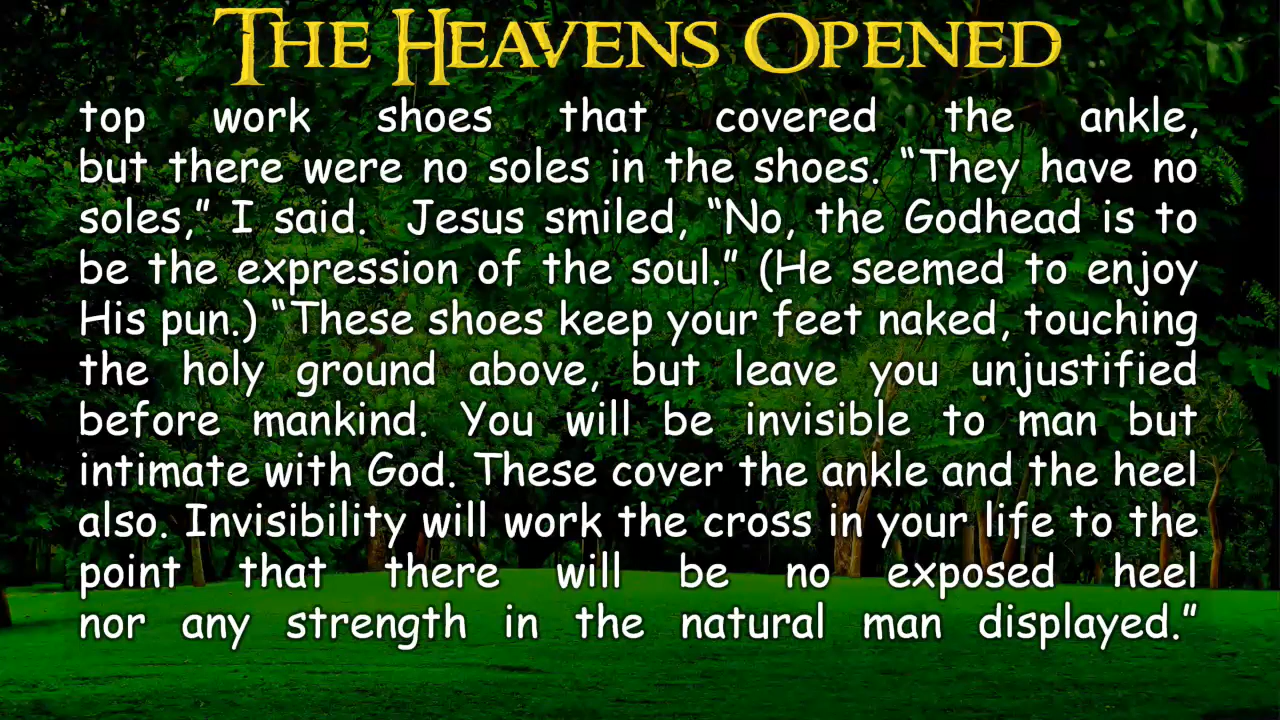 THE HEAVENS OPENED
top work shoes that covered the ankle,
but there were no soles in the shoes. “They have no
soles,” I said.  Jesus smiled, “No, the Godhead is to
be the expression of the soul.” (He seemed to enjoy
His pun.) “These shoes keep your feet naked, touching
the holy ground above, but leave you unjustified
before mankind. You will be invisible to man but
intimate with God. These cover the ankle and the heel
also. Invisibility will work the cross in your life to the
point that there will be no exposed heel
nor any strength in the natural man displayed.”